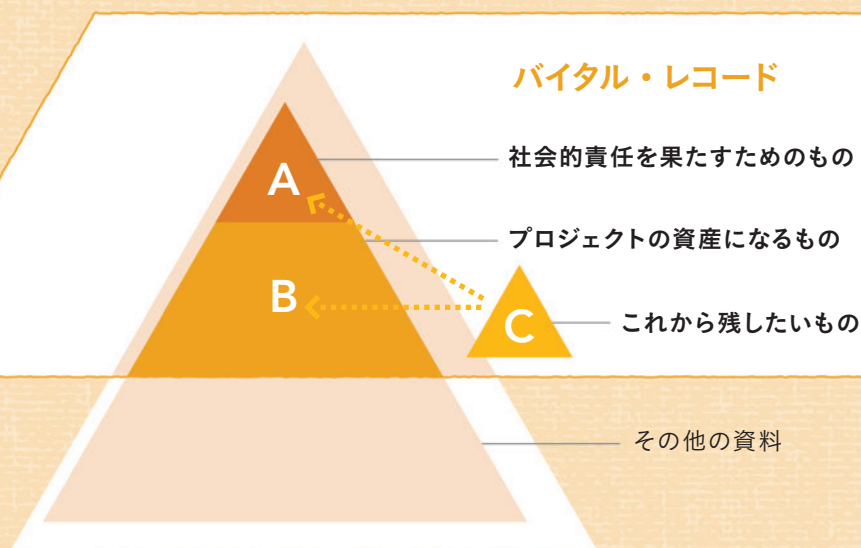 バイタル・レコード
社会的責任を果たすためのもの
A
プロジェクトの資産になるもの
B
C
これから残したいもの
その他の資料